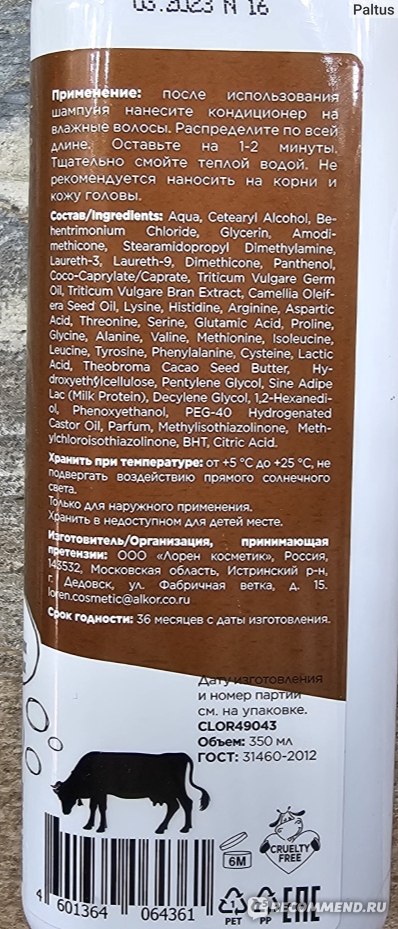 03.2023 N 16
Paltus
Применение: после использования
шампуня нанесите кондиционер на
влажные волосы. Распределите по всей
длине. Оставьте на 1-2 минуты.
Тщательно смойте теплой водой. Не
рекомендуется наносить на корни и
кожу головы.
Состав/Ingredients: Aqua, Cetearyl Alcohol, Be-
hentrimonium Chloride, Glycerin, Amodi-
methicone, Stearamidopropyl Dimethylamine,
Laureth-3, Laureth-9, Dimethicone, Panthenol,
Coco-Caprylate/Caprate, Triticum Vulgare Germ
Oil, Triticum Vulgare Bran Extract, Camellia Oleif-
era Seed Oil, Lysine, Histidine, Arginine, Aspartic
Acid, Threonine, Serine, Glutamic Acid, Proline,
Glycine, Alanine, Valine, Methionine, Isoleucine,
Leucine, Tyrosine, Phenylalanine, Cysteine, Lactic
Acid, Theobroma Cacao Seed Butter, Hy-
droxyethylcellulose, Pentylene Glycol, Sine Adipe
Lac (Milk Protein), Decylene Glycol, 1,2-Hexanedi-
ol, Phenoxyethanol, PEG-40 Hydrogenated
Castor Oil, Parfum, Methylisothiazolinone, Meth-
ylchloroisothiazolinone, BHT, Citric Acid.
Хранить при температуре: от +5 °C до +25 °C, не
подвергать воздействию прямого солнечного
света.
Только для наружного применения.
Хранить в недоступном для детей месте.
Изготовитель/Организация, принимающая
претензии: ООО «Лорен косметик», Россия,
143532, Московская область, Истринский р-н,
г. Дедовск, ул. Фабричная ветка, д. 15.
loren.cosmetic@alkor.co.ru
Срок годности: 36 месяцев с даты изготовления.
Дату изготовления
и номер партии
см. на упаковке.
CLOR49043
Объем: 350 мл
ГОСТ: 31460-2012
6M
CRUELTY
FREE
4 601364 064361
1
PET
5
PP
EAC
IRECOMMEND.RU